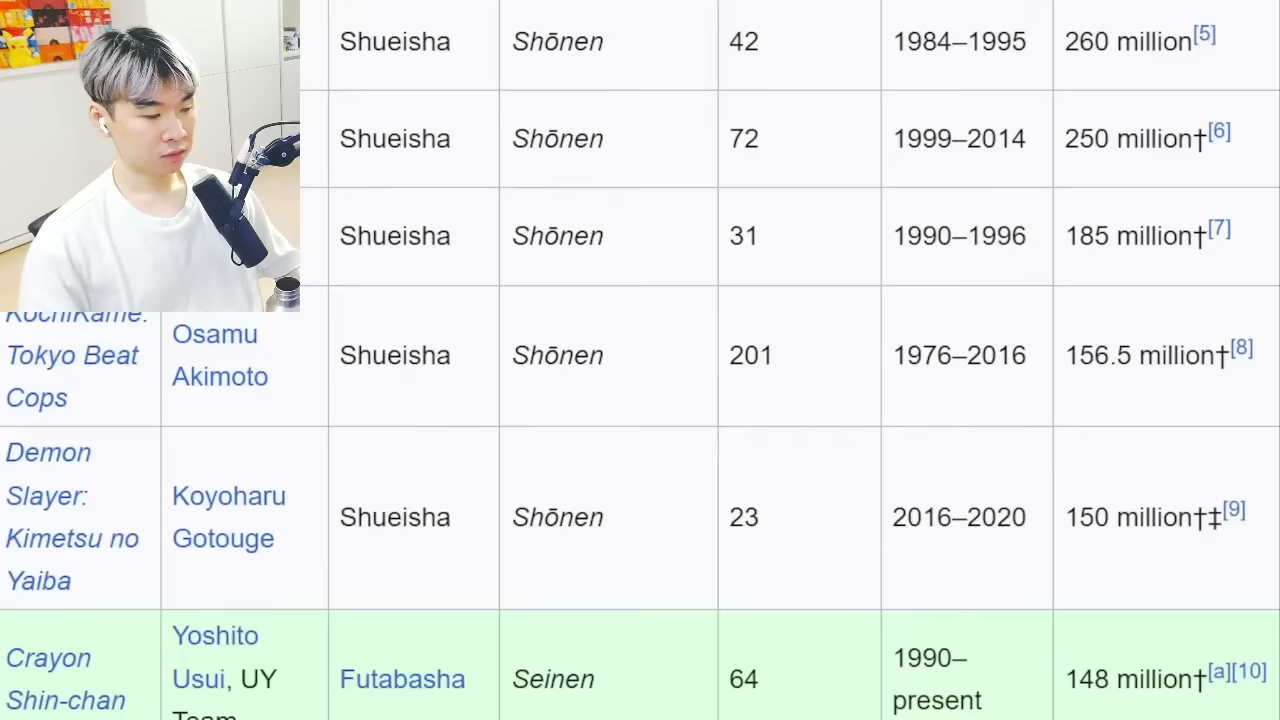 Shueisha Shōnen 42 1984–1995 260 million[5]
Shueisha Shōnen 72 1999–2014 250 million†[6]
Shueisha Shōnen 31 1990–1996 185 million†[7]
KochiKame:
Tokyo Beat
Cops
Osamu
Akimoto
Shueisha Shōnen 201 1976–2016 156.5 million†[8]
Demon
Slayer:
Kimetsu no
Yaiba
Koyoharu
Gotouge
Shueisha Shōnen 23 2016–2020 150 million†‡[9]
Crayon
Shin-chan
Yoshito
Usui, UY
Team
Futabasha Seinen 64
1990–
present
148 million†[a][10]